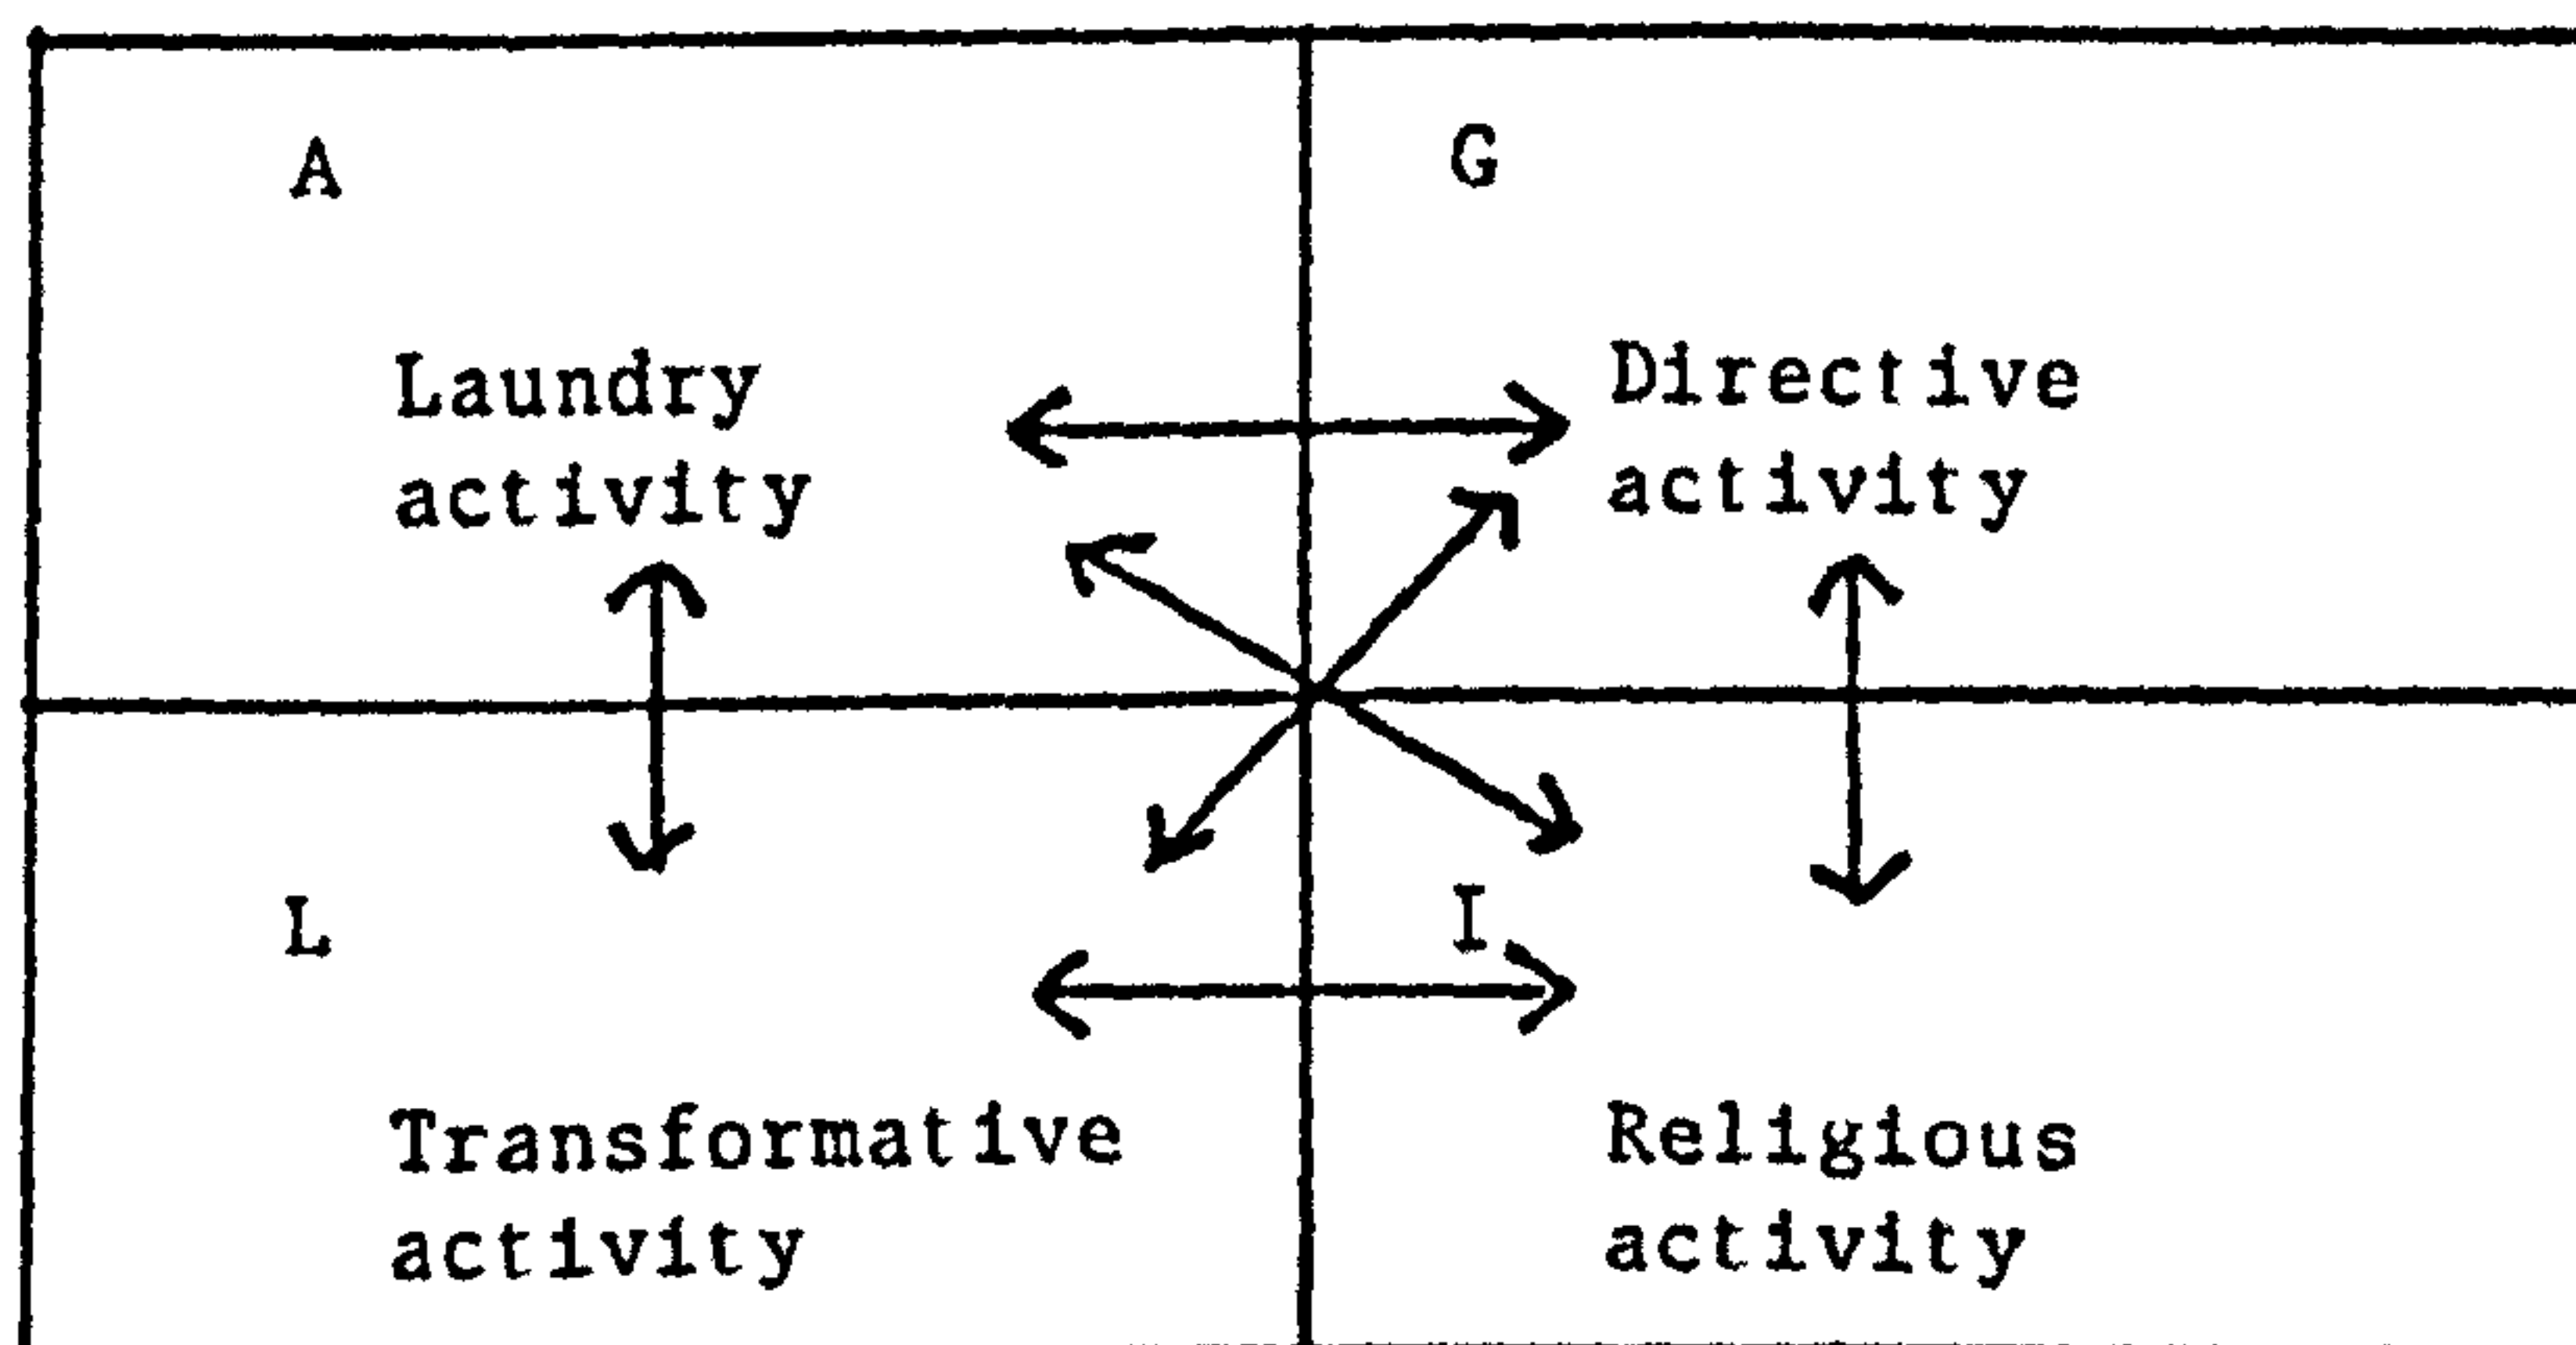 A
G
Laundry
activity
Directive
activity
L
I
Transformative
activity
Religious
activity